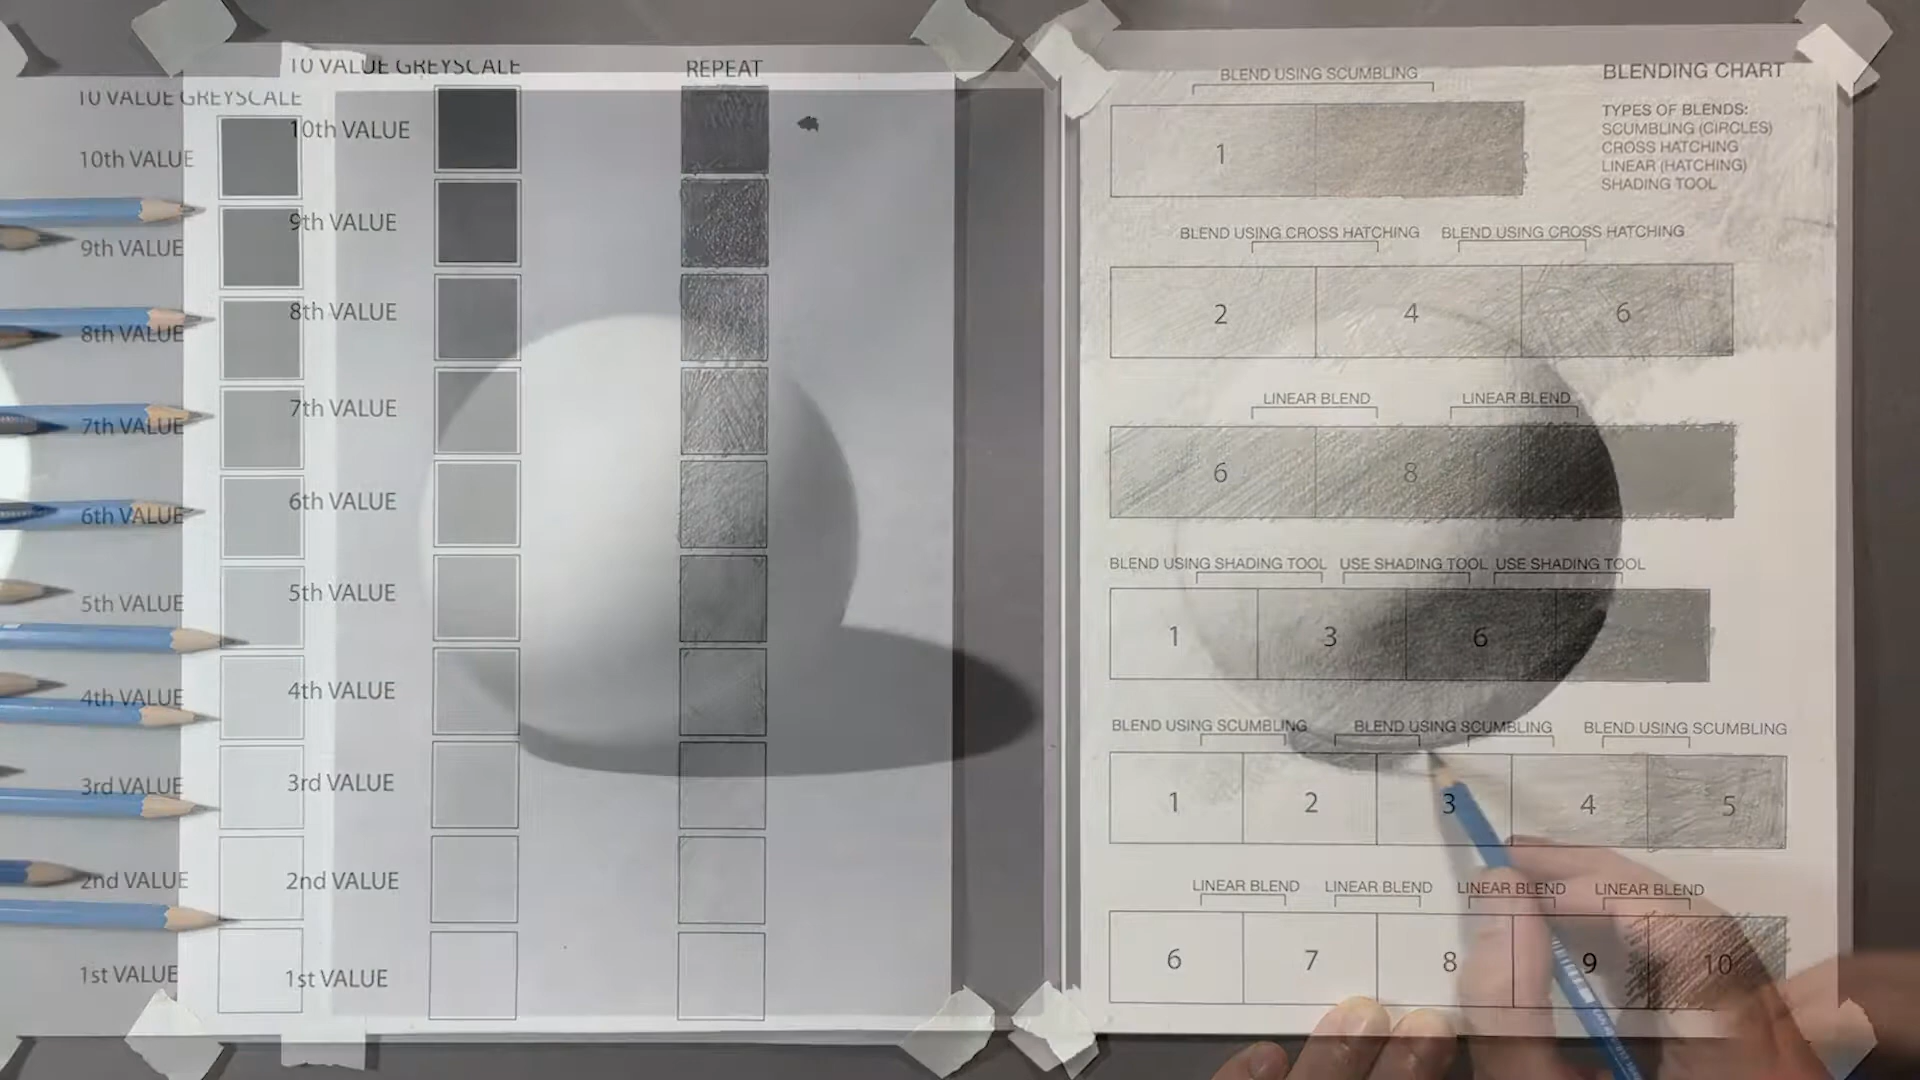 10 VALUE GREYSCALE
10th VALUE
9th VALUE
8th VALUE
7th VALUE
6th VALUE
5th VALUE
4th VALUE
3rd VALUE
2nd VALUE
1st VALUE
10 VALUE GREYSCALE
REPEAT
10th VALUE
9th VALUE
8th VALUE
7th VALUE
6th VALUE
5th VALUE
4th VALUE
3rd VALUE
2nd VALUE
1st VALUE
BLENDING CHART
TYPES OF BLENDS:
SCUMBLING (CIRCLES)
CROSS HATCHING
LINEAR (HATCHING)
SHADING TOOL
BLEND USING SCUMBLING
1
BLEND USING CROSS HATCHING BLEND USING CROSS HATCHING
2 4 6
LINEAR BLEND LINEAR BLEND
6 8
BLEND USING SHADING TOOL USE SHADING TOOL USE SHADING TOOL
1 3 6
BLEND USING SCUMBLING BLEND USING SCUMBLING BLEND USING SCUMBLING
1 2 3 4 5
LINEAR BLEND LINEAR BLEND LINEAR BLEND LINEAR BLEND
6 7 8 9 10